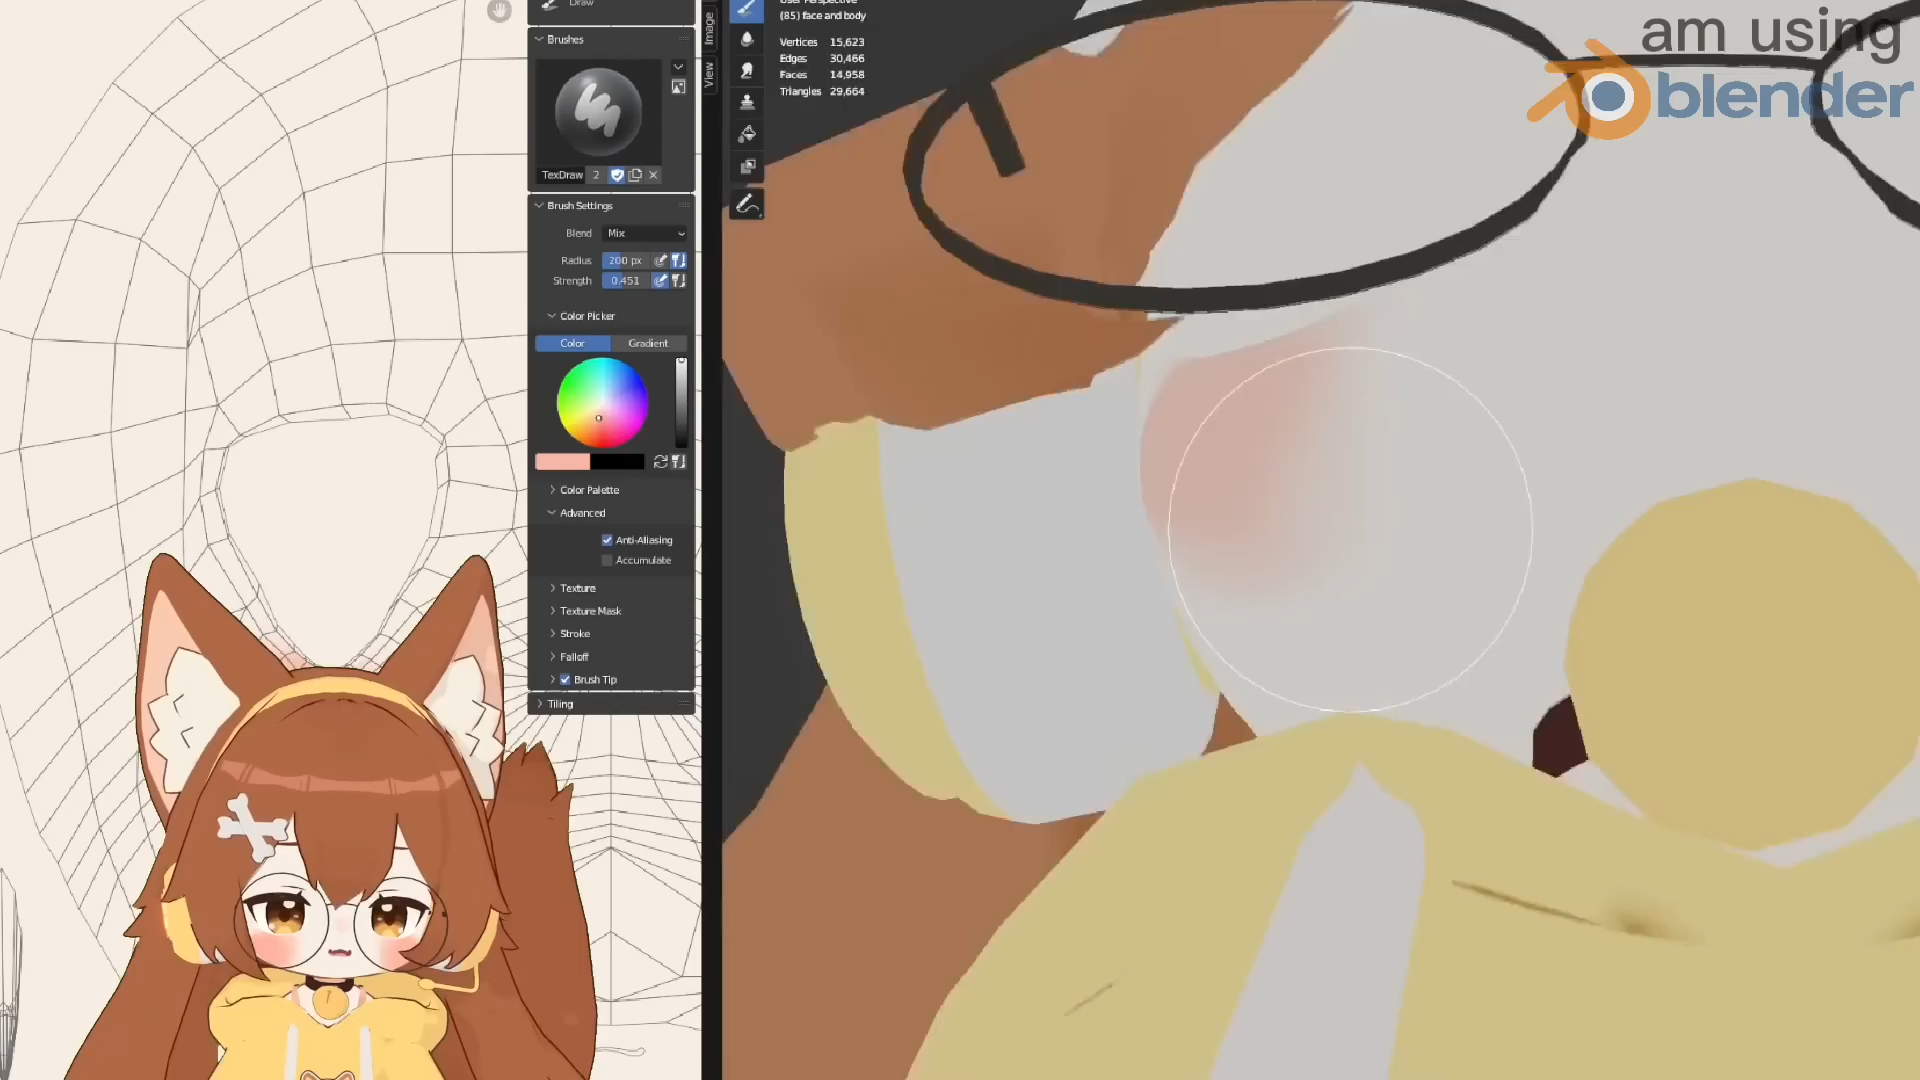 Draw
Brushes
TexDraw 2
Brush Settings
Blend Mix
Radius 200 px
Strength 0.451
Color Picker
Color Gradient
Color Palette
Advanced
Anti-Aliasing
Accumulate
Texture
Texture Mask
Stroke
Falloff
Brush Tip
Tiling
Image
View
User Perspective
(85) face and body
Vertices 15,623
Edges 30,466
Faces 14,958
Triangles 29,664
am using
blender